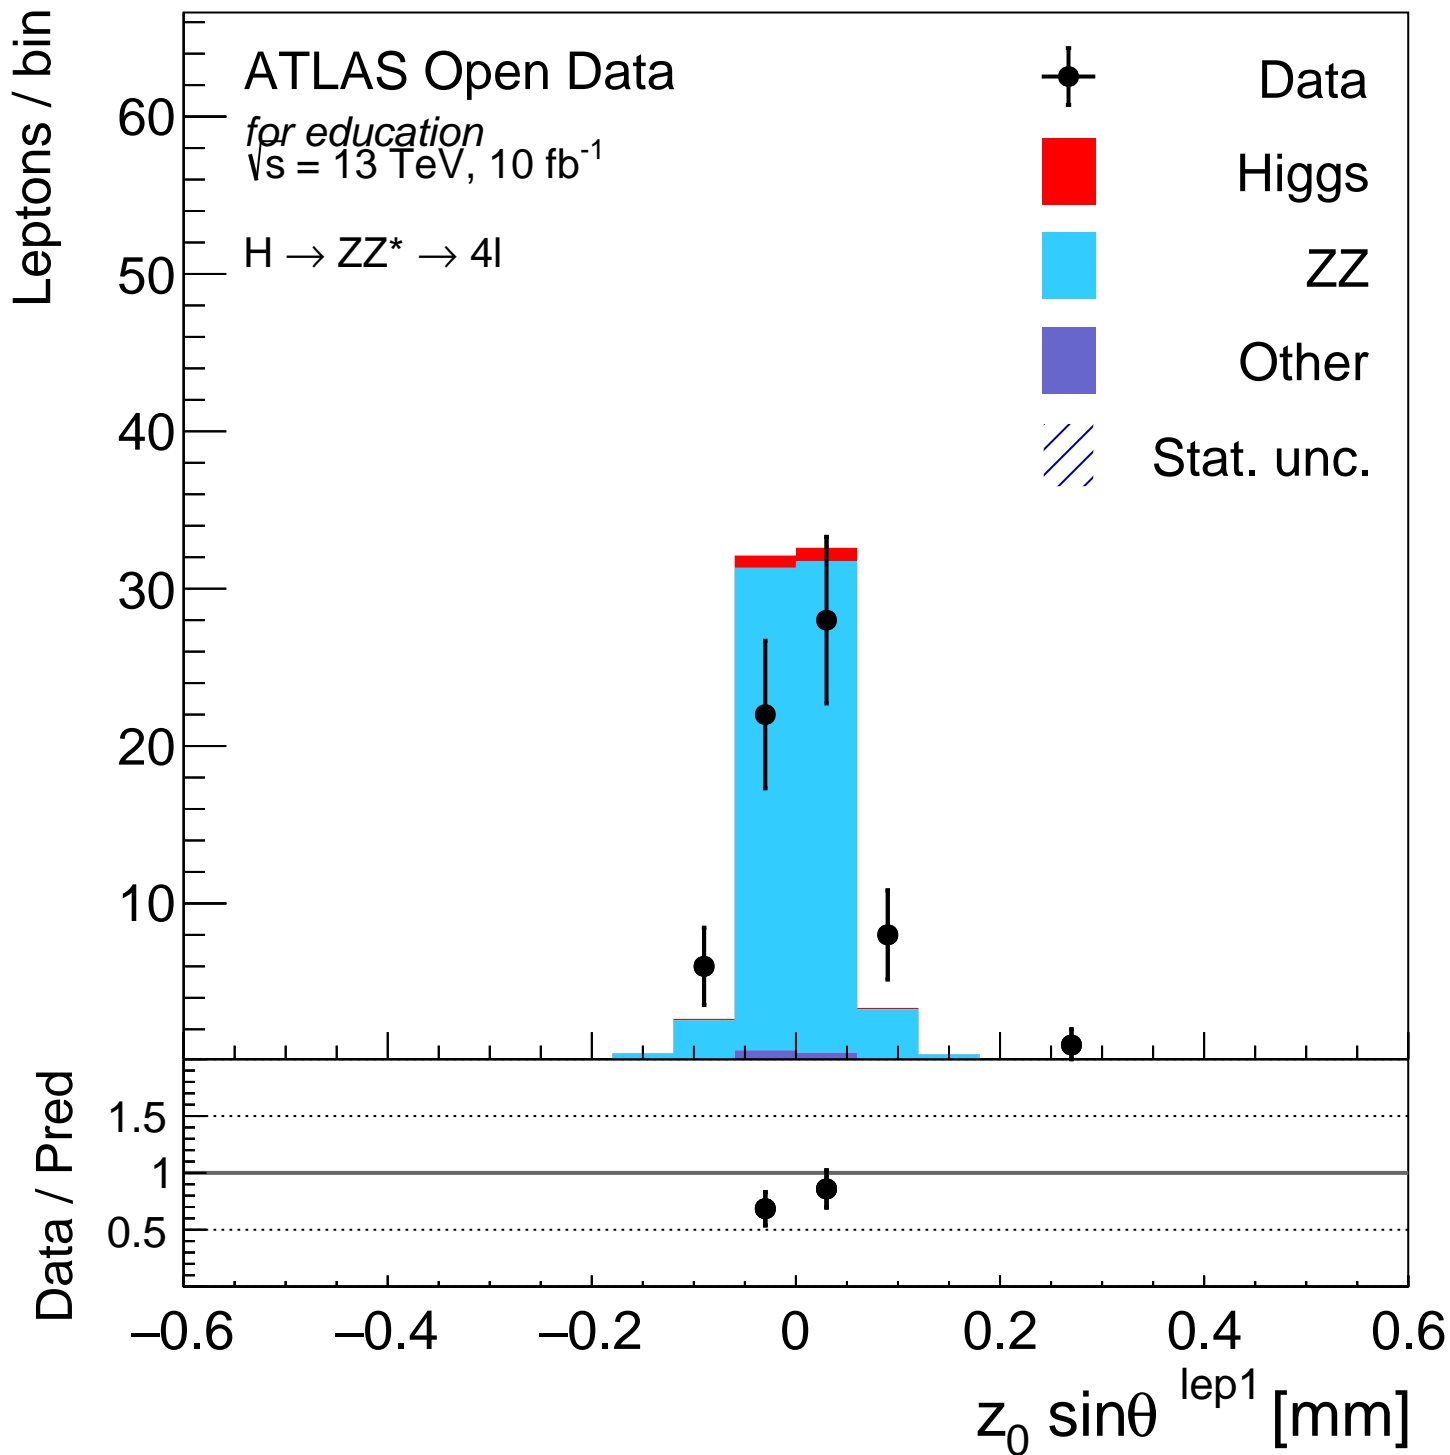 Leptons / bin
60
50
40
30
20
10
ATLAS Open Data
for education
√s = 13 TeV, 10 fb⁻¹
H → ZZ* → 4l
Data
Higgs
ZZ
Other
Stat. unc.
Data / Pred
1.5
1
0.5
−0.6 −0.4 −0.2 0 0.2 0.4 0.6
z₀ sinθ ˡᵉᵖ¹ [mm]